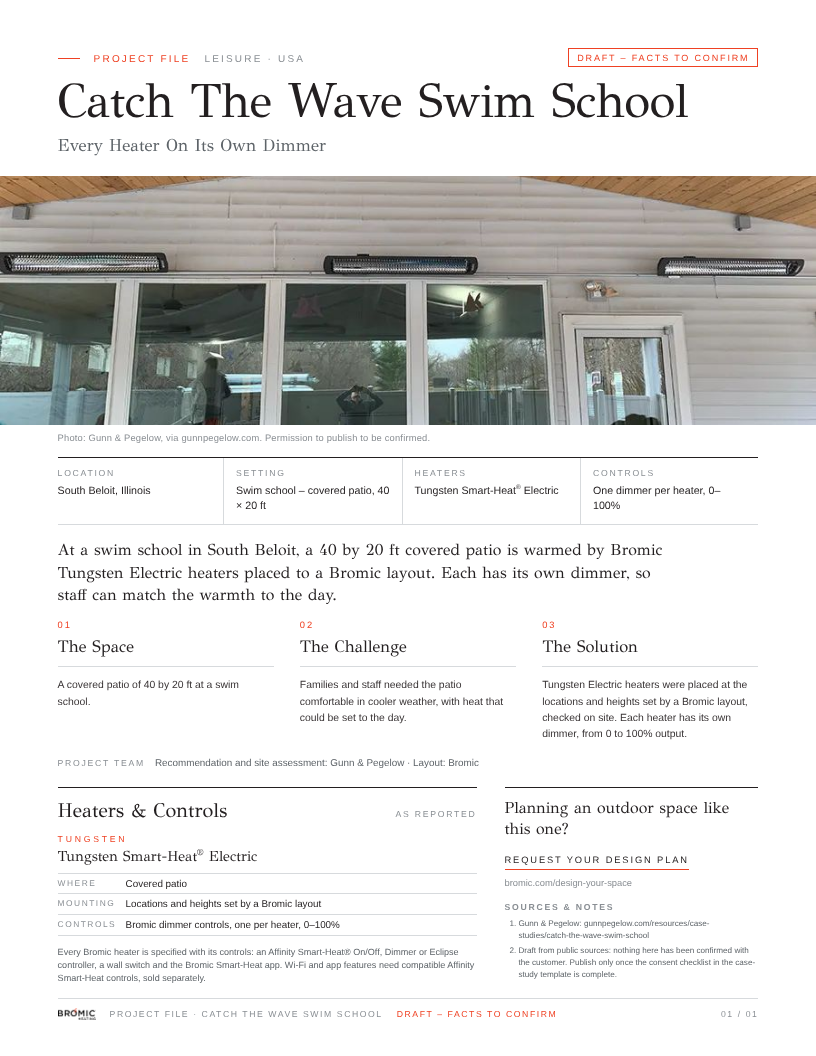 PROJECT FILE LEISURE · USA
DRAFT – FACTS TO CONFIRM
Catch The Wave Swim School
Every Heater On Its Own Dimmer
Photo: Gunn & Pegelow, via gunnpegelow.com. Permission to publish to be confirmed.
LOCATION
South Beloit, Illinois
SETTING
Swim school – covered patio, 40
× 20 ft
HEATERS
Tungsten Smart-Heat® Electric
CONTROLS
One dimmer per heater, 0–
100%
At a swim school in South Beloit, a 40 by 20 ft covered patio is warmed by Bromic
Tungsten Electric heaters placed to a Bromic layout. Each has its own dimmer, so
staff can match the warmth to the day.
01
The Space
A covered patio of 40 by 20 ft at a swim
school.
02
The Challenge
Families and staff needed the patio
comfortable in cooler weather, with heat that
could be set to the day.
03
The Solution
Tungsten Electric heaters were placed at the
locations and heights set by a Bromic layout,
checked on site. Each heater has its own
dimmer, from 0 to 100% output.
PROJECT TEAM Recommendation and site assessment: Gunn & Pegelow · Layout: Bromic
Heaters & Controls
AS REPORTED
TUNGSTEN
Tungsten Smart-Heat® Electric
WHERE Covered patio
MOUNTING Locations and heights set by a Bromic layout
CONTROLS Bromic dimmer controls, one per heater, 0–100%
Every Bromic heater is specified with its controls: an Affinity Smart-Heat® On/Off, Dimmer or Eclipse
controller, a wall switch and the Bromic Smart-Heat app. Wi-Fi and app features need compatible Affinity
Smart-Heat controls, sold separately.
Planning an outdoor space like
this one?
REQUEST YOUR DESIGN PLAN
bromic.com/design-your-space
SOURCES & NOTES
1. Gunn & Pegelow: gunnpegelow.com/resources/case-
studies/catch-the-wave-swim-school
2. Draft from public sources: nothing here has been confirmed with
the customer. Publish only once the consent checklist in the case-
study template is complete.
BROMIC
HEATING
PROJECT FILE · CATCH THE WAVE SWIM SCHOOL DRAFT – FACTS TO CONFIRM
01 / 01